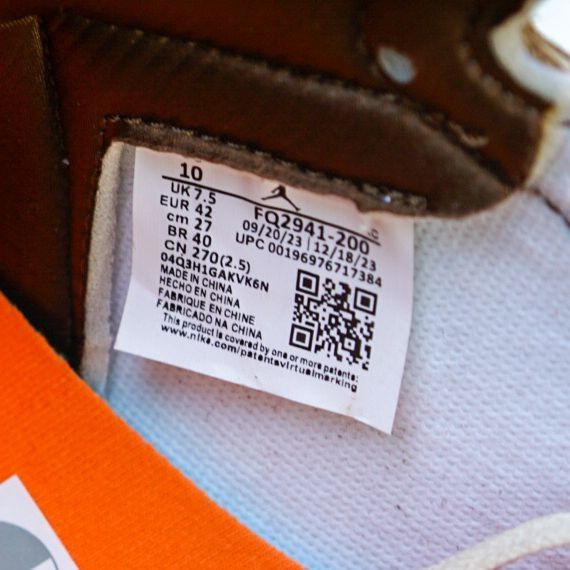 10
UK 7.5
EUR 42
cm 27
BR 40
CN 270(2.5)
FQ2941-200
09/20/23 | 12/18/23
UPC 00196976717384
04Q3H1GAKVK6N
MADE IN CHINA
HECHO EN CHINA
FABRIQUE EN CHINE
FABRICADO NA CHINA
This product is covered by one or more patents:
www.nike.com/patentsvirtualmarking